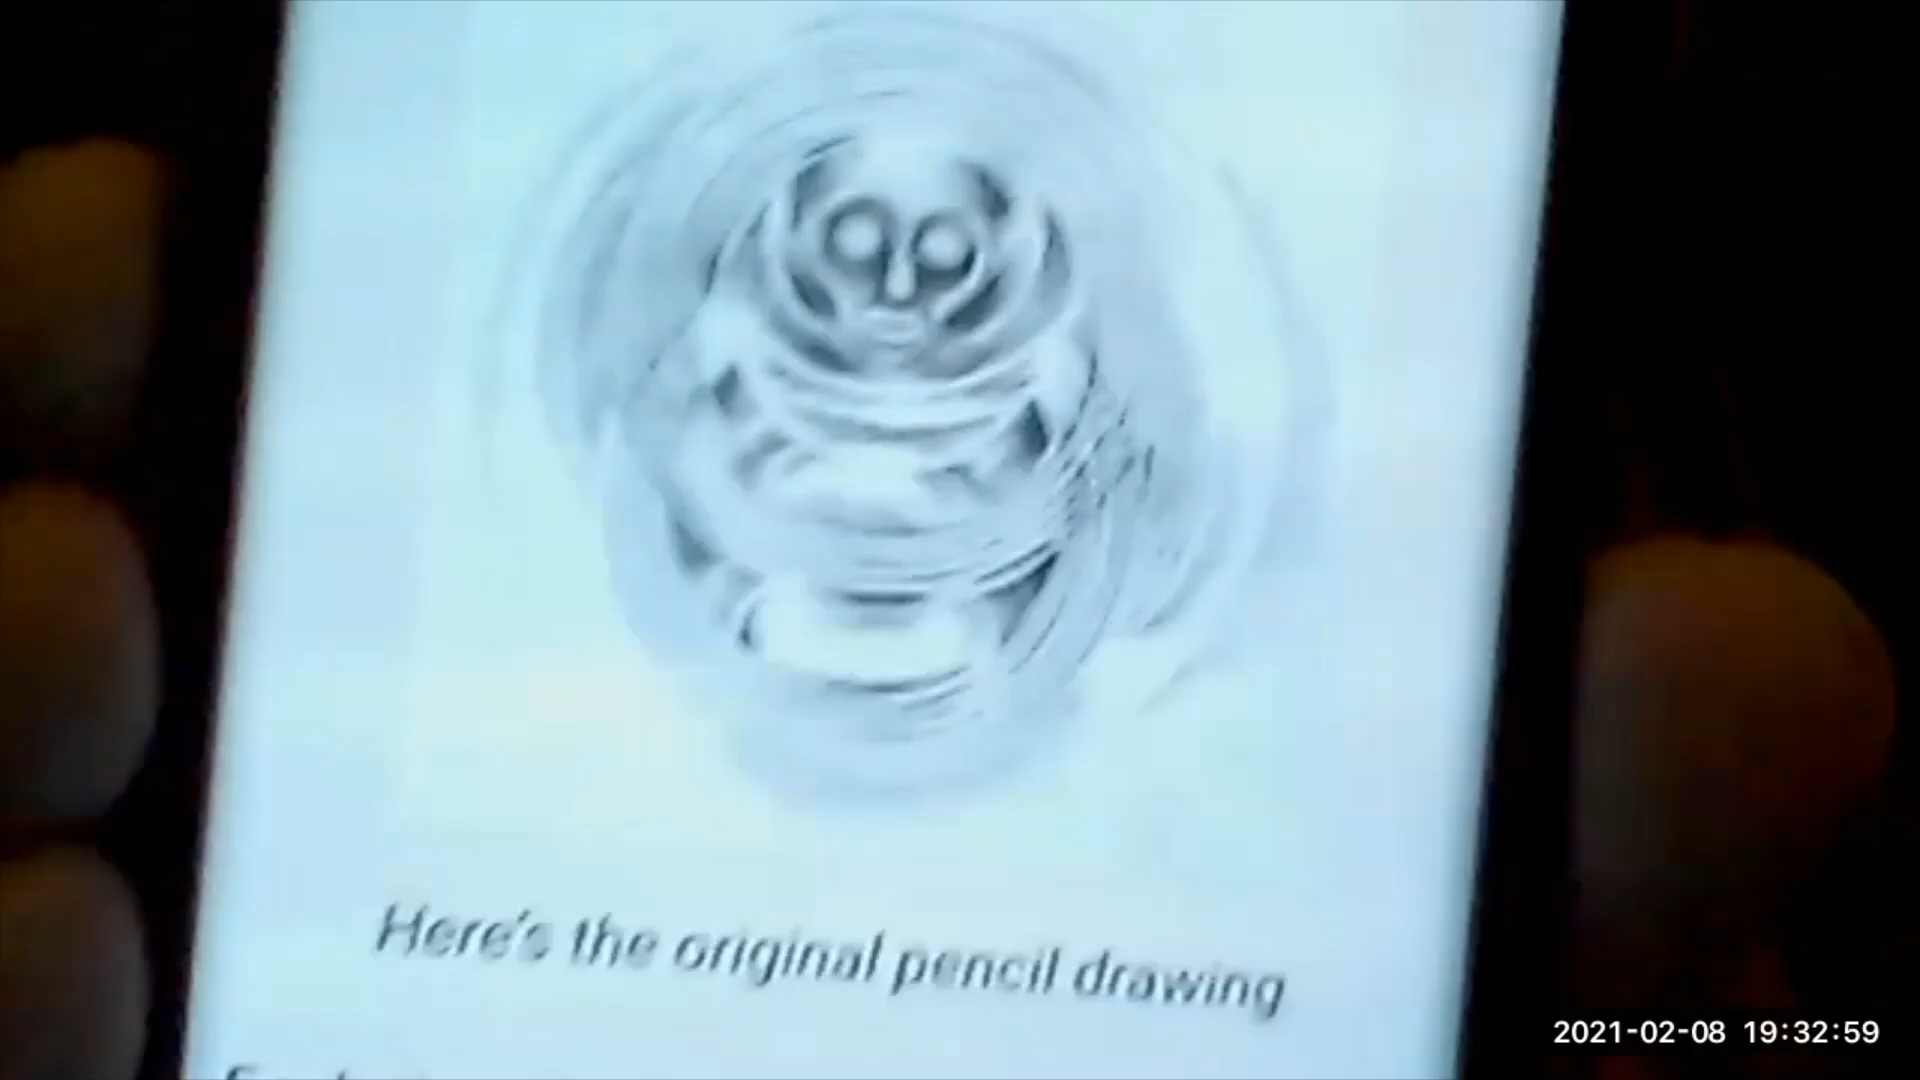 Here's the original pencil drawing
2021-02-08 19:32:59